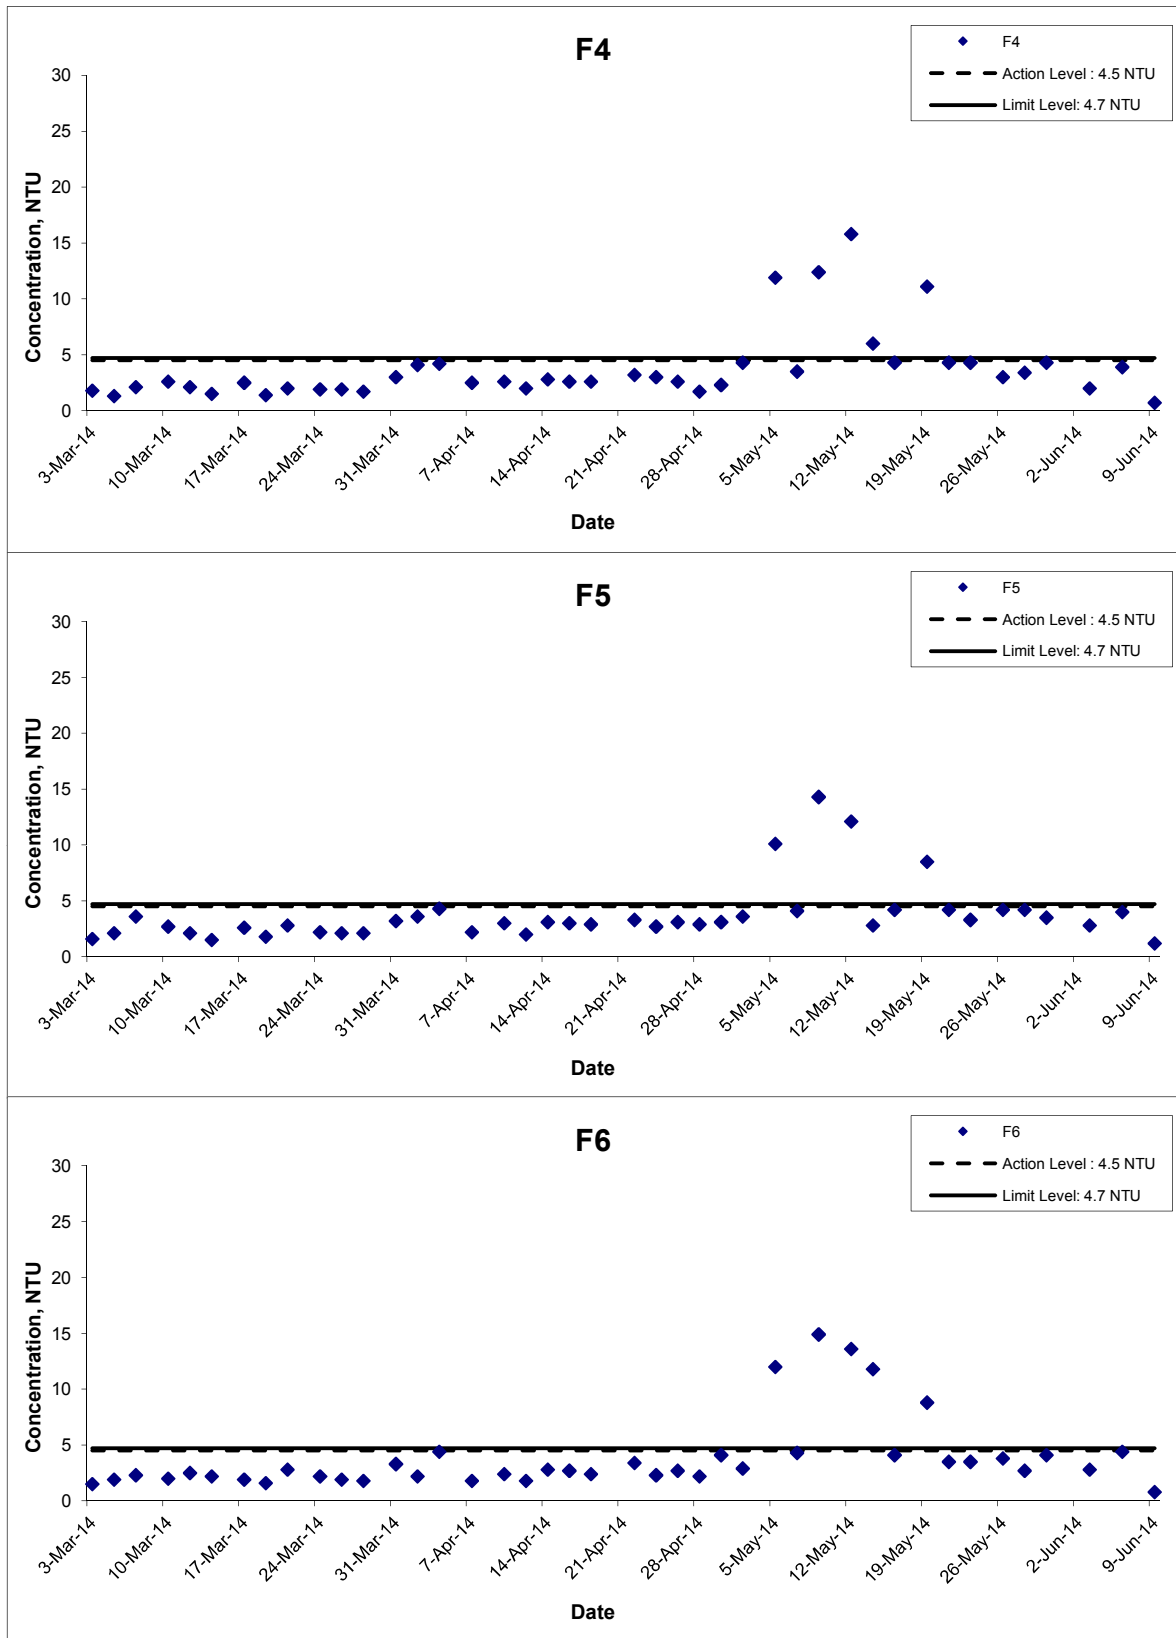 F4
F4
Action Level : 4.5 NTU
Limit Level: 4.7 NTU
Concentration, NTU
30
25
20
15
10
5
0
3-Mar-14
10-Mar-14
17-Mar-14
24-Mar-14
31-Mar-14
7-Apr-14
14-Apr-14
21-Apr-14
28-Apr-14
5-May-14
12-May-14
19-May-14
26-May-14
2-Jun-14
9-Jun-14
Date
F5
F5
Action Level : 4.5 NTU
Limit Level: 4.7 NTU
Concentration, NTU
30
25
20
15
10
5
0
3-Mar-14
10-Mar-14
17-Mar-14
24-Mar-14
31-Mar-14
7-Apr-14
14-Apr-14
21-Apr-14
28-Apr-14
5-May-14
12-May-14
19-May-14
26-May-14
2-Jun-14
9-Jun-14
Date
F6
F6
Action Level : 4.5 NTU
Limit Level: 4.7 NTU
Concentration, NTU
30
25
20
15
10
5
0
3-Mar-14
10-Mar-14
17-Mar-14
24-Mar-14
31-Mar-14
7-Apr-14
14-Apr-14
21-Apr-14
28-Apr-14
5-May-14
12-May-14
19-May-14
26-May-14
2-Jun-14
9-Jun-14
Date